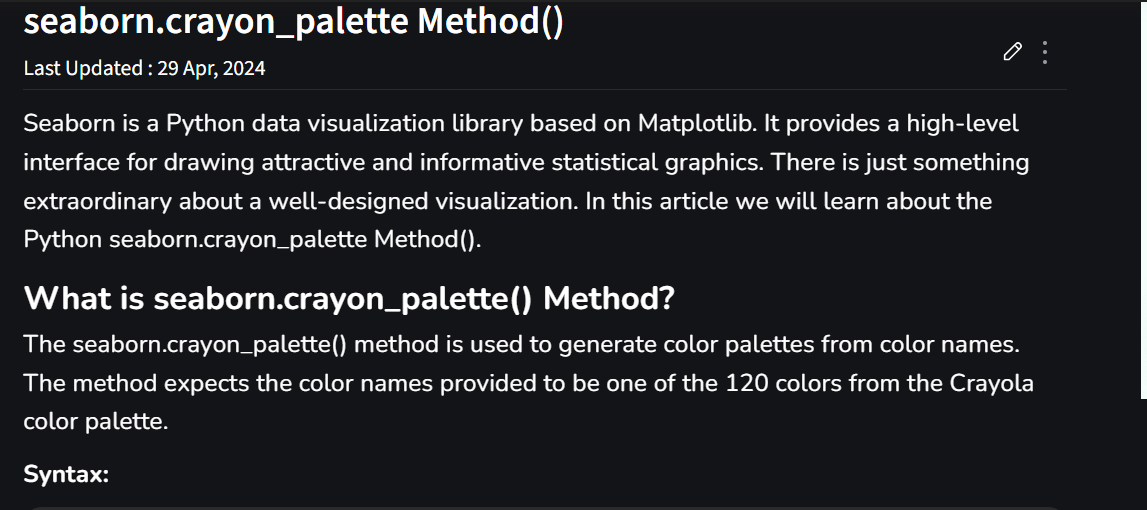 seaborn.crayon_palette Method()
Last Updated : 29 Apr, 2024
Seaborn is a Python data visualization library based on Matplotlib. It provides a high-level
interface for drawing attractive and informative statistical graphics. There is just something
extraordinary about a well-designed visualization. In this article we will learn about the
Python seaborn.crayon_palette Method().
What is seaborn.crayon_palette() Method?
The seaborn.crayon_palette() method is used to generate color palettes from color names.
The method expects the color names provided to be one of the 120 colors from the Crayola
color palette.
Syntax: